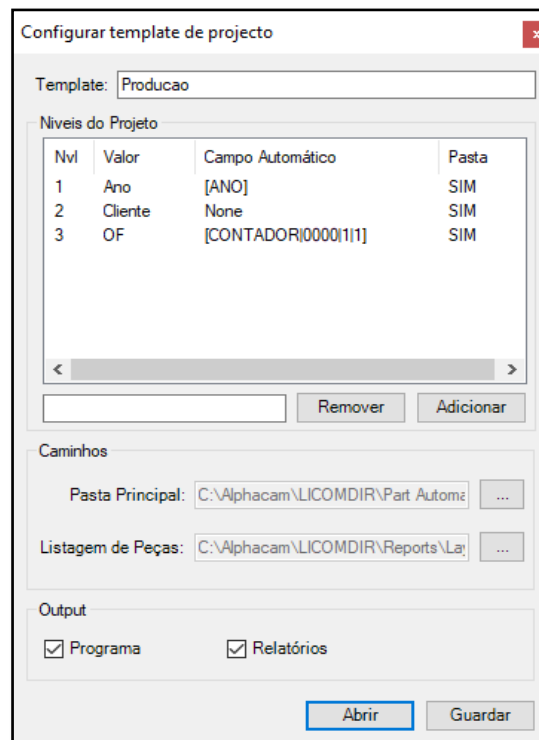 Configurar template de projecto
x
Template: Producao
Niveis do Projeto
Nvl Valor Campo Automático Pasta
1 Ano [ANO] SIM
2 Cliente None SIM
3 OF [CONTADOR|0000|1|1] SIM
Remover Adicionar
Caminhos
Pasta Principal: C:\Alphacam\LICOMDIR\Part Automa ...
Listagem de Peças: C:\Alphacam\LICOMDIR\Reports\Lay ...
Output
Programa Relatórios
Abrir Guardar